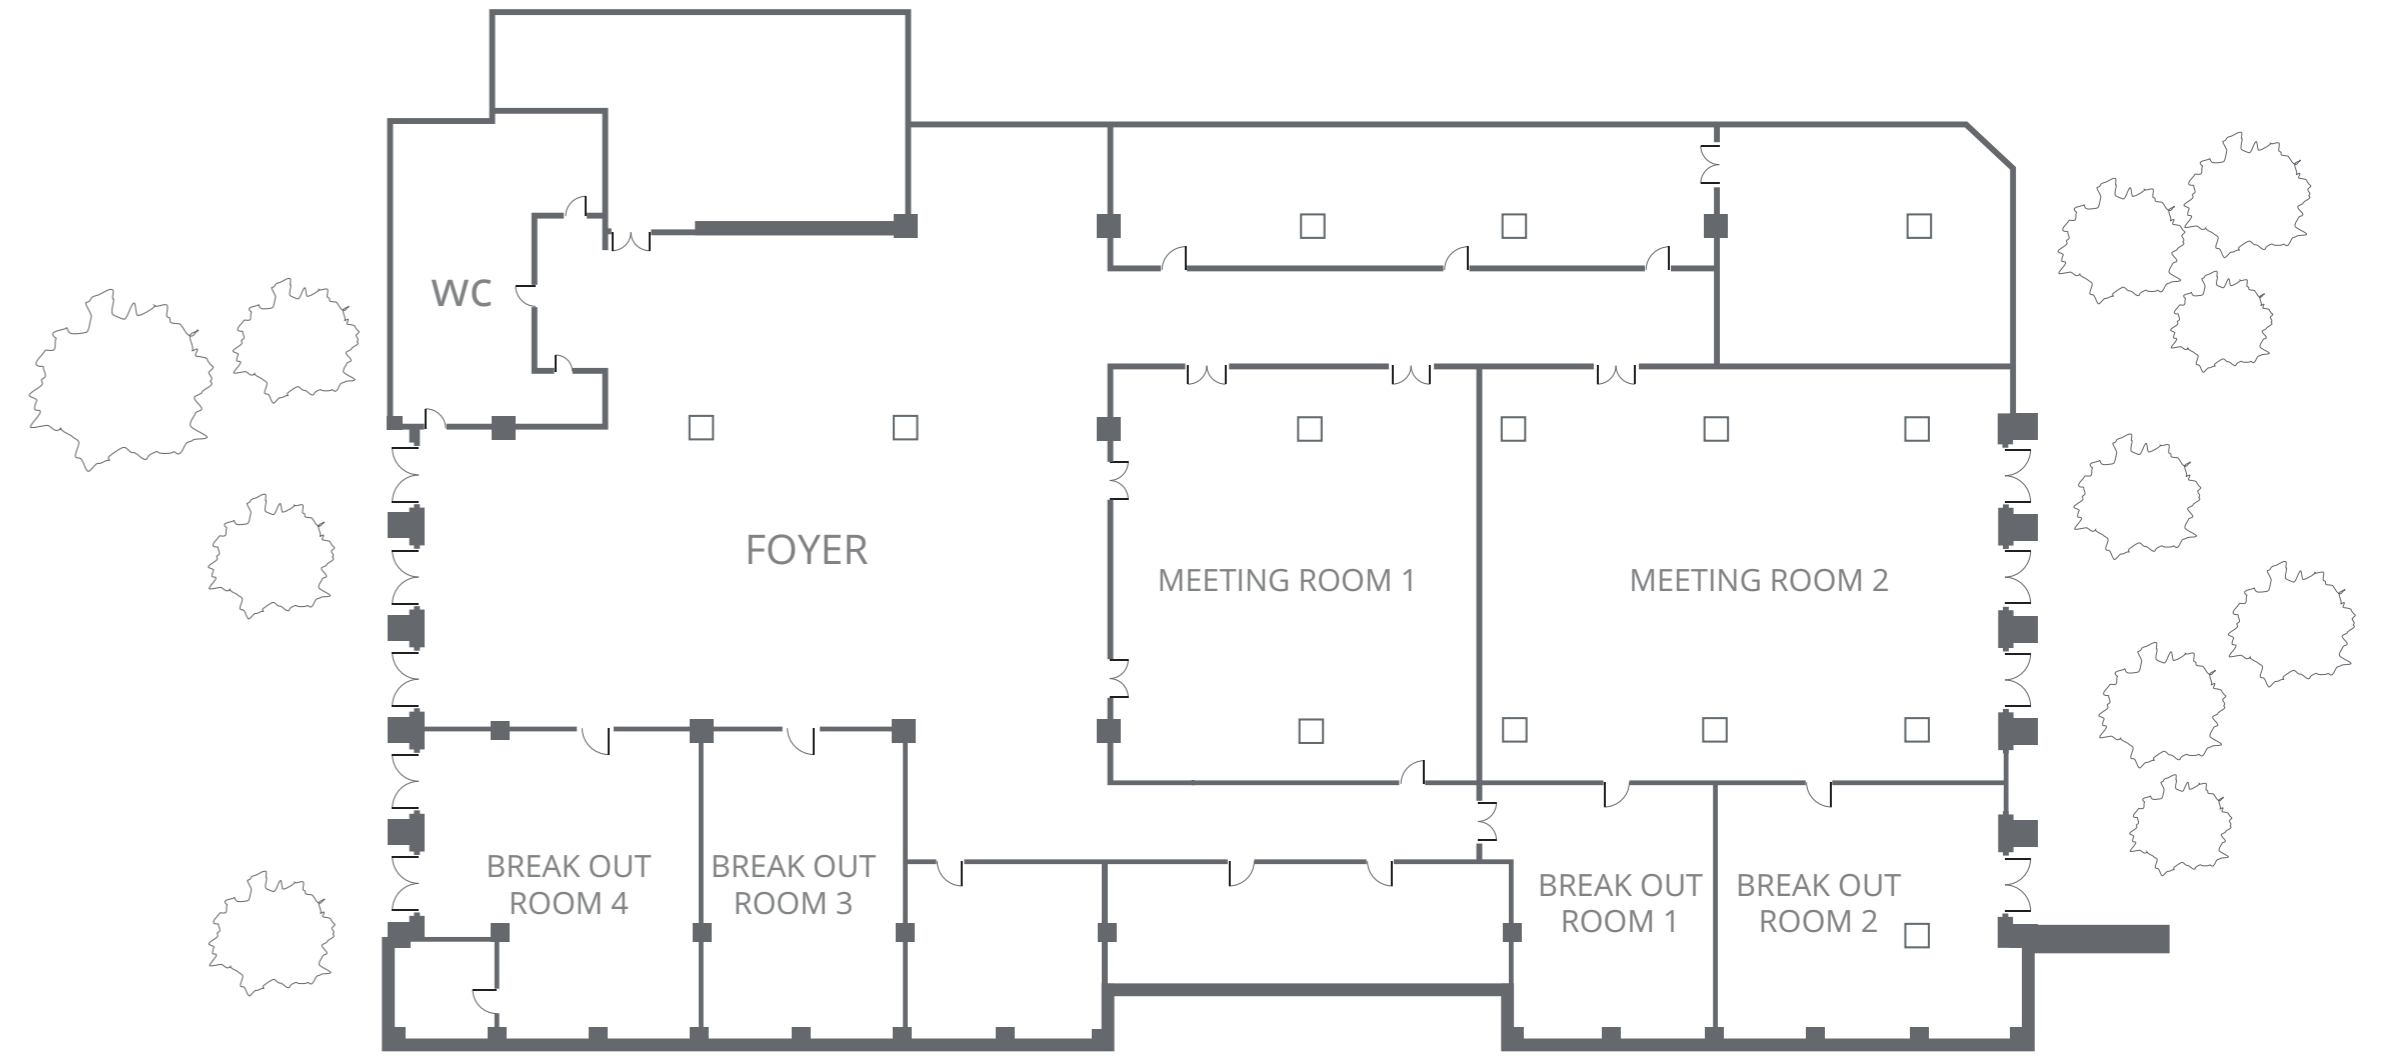 WC
FOYER
MEETING ROOM 1
MEETING ROOM 2
BREAK OUT
ROOM 4
BREAK OUT
ROOM 3
BREAK OUT
ROOM 1
BREAK OUT
ROOM 2